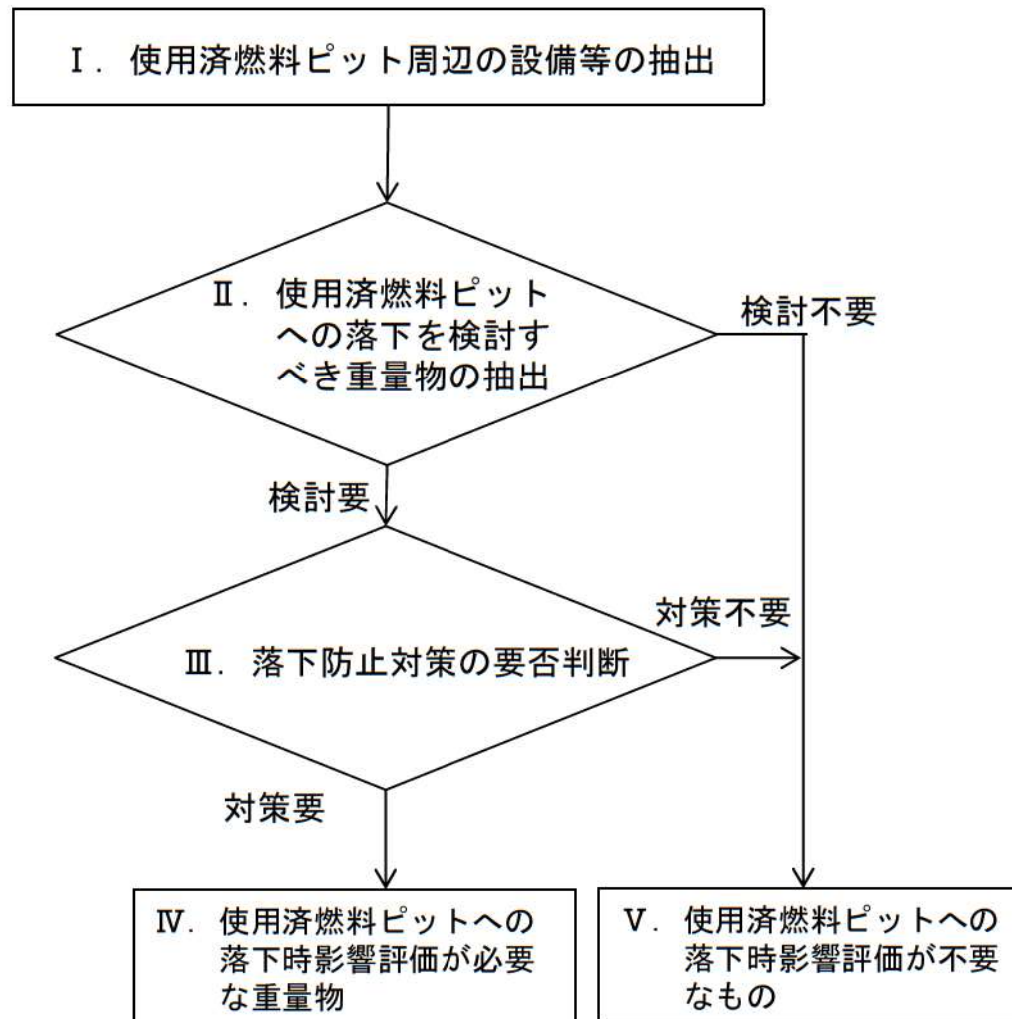 Ⅰ．使用済燃料ピット周辺の設備等の抽出
Ⅱ．使用済燃料ピット
への落下を検討す
べき重量物の抽出
検討不要
検討要
対策不要
Ⅲ．落下防止対策の要否判断
対策要
Ⅳ．使用済燃料ピットへの
落下時影響評価が必要
な重量物
Ⅴ．使用済燃料ピットへの
落下時影響評価が不要
なもの